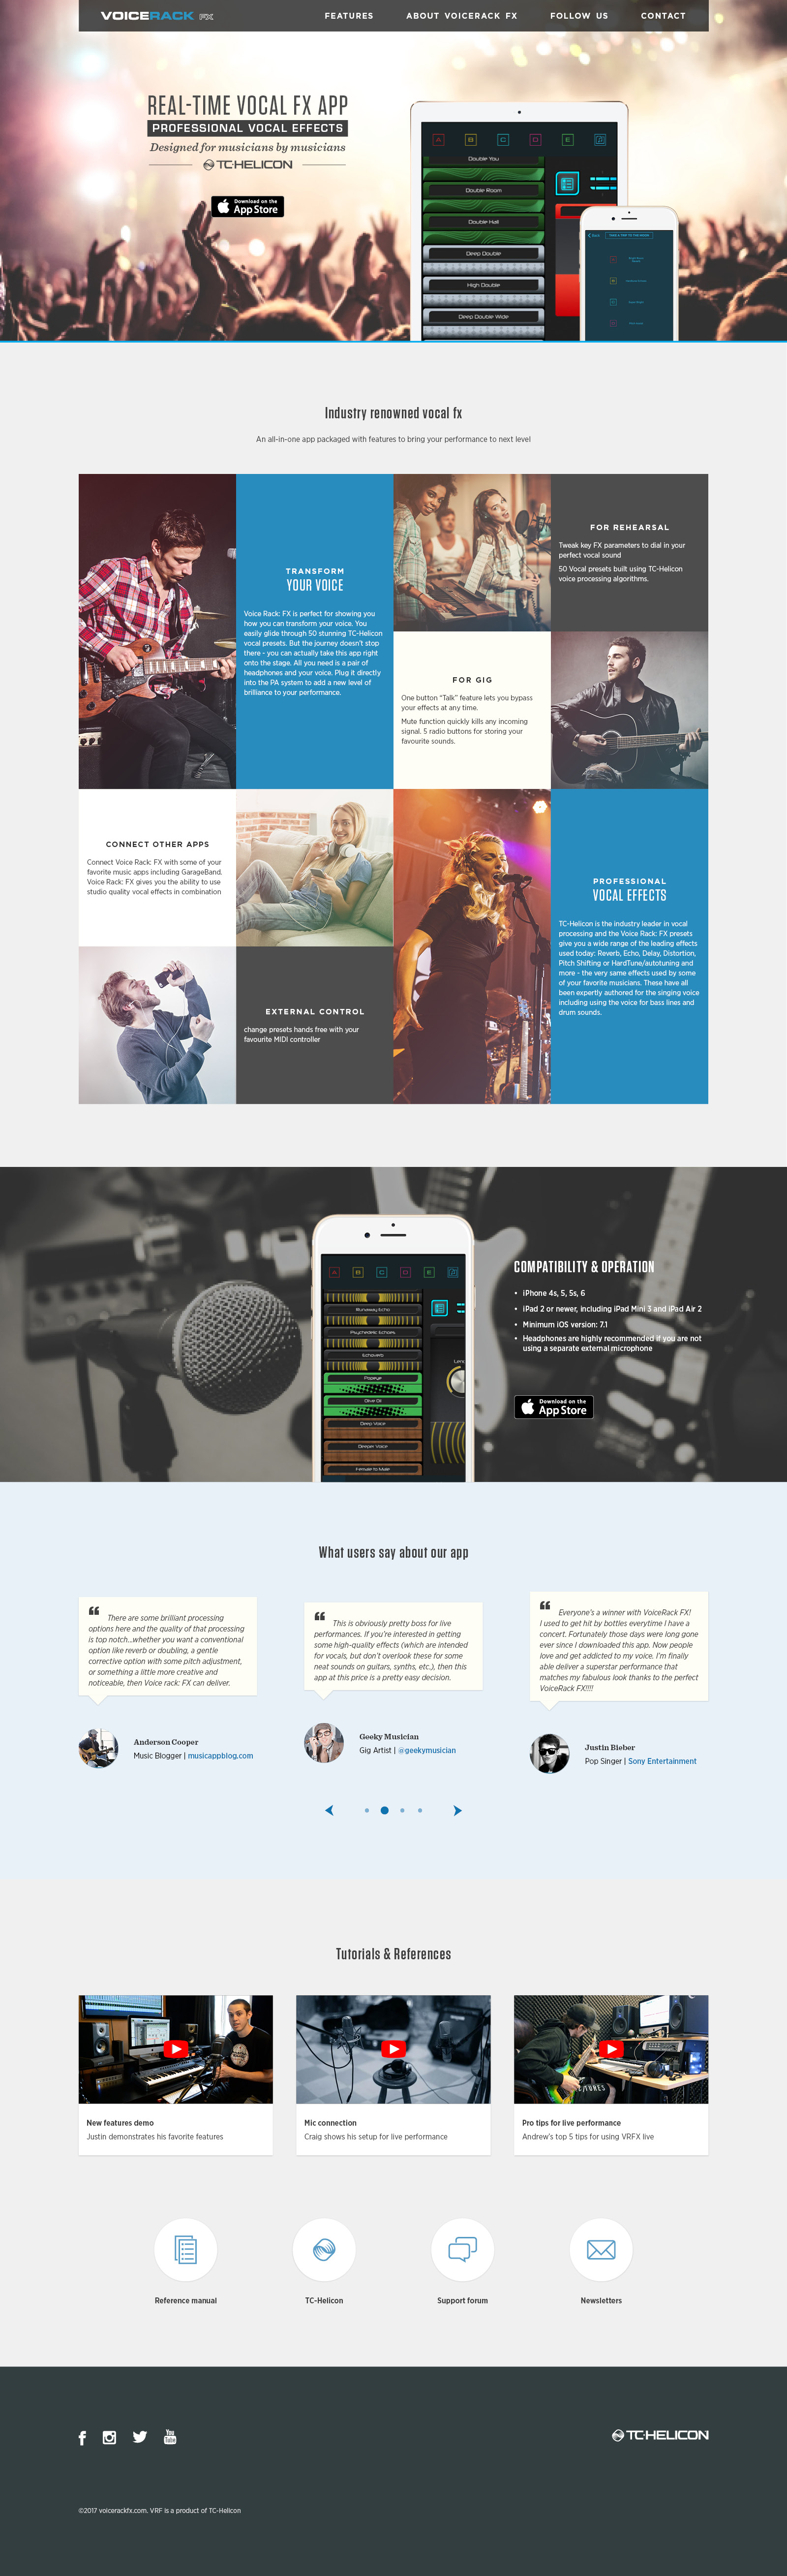 VOICERACK FX
FEATURES
ABOUT VOICERACK FX
FOLLOW US
CONTACT
REAL-TIME VOCAL FX APP
PROFESSIONAL VOCAL EFFECTS
Designed for musicians by musicians
TC·HELICON
Download on the
App Store
A B C D E
Double You
Double Room
Double Hall
Deep Double
High Double
Deep Double Wide
Back
TAKE A TRIP TO THE MOON
Industry renowned vocal fx
An all-in-one app packaged with features to bring your performance to next level
TRANSFORM
YOUR VOICE
Voice Rack: FX is perfect for showing you
how you can transform your voice. You
easily glide through 50 stunning TC-Helicon
vocal presets. But the journey doesn't stop
there - you can actually take this app right
onto the stage. All you need is a pair of
headphones and your voice. Plug it directly
into the PA system to add a new level of
brilliance to your performance.
FOR REHEARSAL
Tweak key FX parameters to dial in your
perfect vocal sound
50 Vocal presets built using TC-Helicon
voice processing algorithms.
FOR GIG
One button “Talk” feature lets you bypass
your effects at any time.
Mute function quickly kills any incoming
signal. 5 radio buttons for storing your
favourite sounds.
CONNECT OTHER APPS
Connect Voice Rack: FX with some of your
favorite music apps including GarageBand.
Voice Rack: FX gives you the ability to use
studio quality vocal effects in combination
PROFESSIONAL
VOCAL EFFECTS
TC-Helicon is the industry leader in vocal
processing and the Voice Rack: FX presets
give you a wide range of the leading effects
used today: Reverb, Echo, Delay, Distortion,
Pitch Shifting or HardTune/autotuning and
more - the very same effects used by some
of your favorite musicians. These have all
been expertly authored for the singing voice
including using the voice for bass lines and
drum sounds.
EXTERNAL CONTROL
change presets hands free with your
favourite MIDI controller
A B C D E
Runaway Echo
Psychedelic Echoes
EchoVerb
Popeye
Olive Oil
Deep Voice
Deeper Voice
Female to Male
COMPATIBILITY & OPERATION
• iPhone 4s, 5, 5s, 6
• iPad 2 or newer, including iPad Mini 3 and iPad Air 2
• Minimum iOS version: 7.1
• Headphones are highly recommended if you are not
using a separate external microphone
Download on the
App Store
What users say about our app
There are some brilliant processing
options here and the quality of that processing
is top notch...whether you want a conventional
option like reverb or doubling, a gentle
corrective option with some pitch adjustment,
or something a little more creative and
noticeable, then Voice rack: FX can deliver.
Anderson Cooper
Music Blogger | musicappblog.com
This is obviously pretty boss for live
performances. If you're interested in getting
some high-quality effects (which are intended
for vocals, but don't overlook these for some
neat sounds on guitars, synths, etc.), then this
app at this price is a pretty easy decision.
Geeky Musician
Gig Artist | @geekymusician
Everyone's a winner with VoiceRack FX!
I used to get hit by bottles everytime I have a
concert. Fortunately those days were long gone
ever since I downloaded this app. Now people
love and get addicted to my voice. I'm finally
able deliver a superstar performance that
matches my fabulous look thanks to the perfect
VoiceRack FX!!!!
Justin Bieber
Pop Singer | Sony Entertainment
Tutorials & References
New features demo
Justin demonstrates his favorite features
Mic connection
Craig shows his setup for live performance
Pro tips for live performance
Andrew's top 5 tips for using VRFX live
Reference manual
TC-Helicon
Support forum
Newsletters
You
Tube
TC·HELICON
©2017 voicerackfx.com. VRF is a product of TC-Helicon